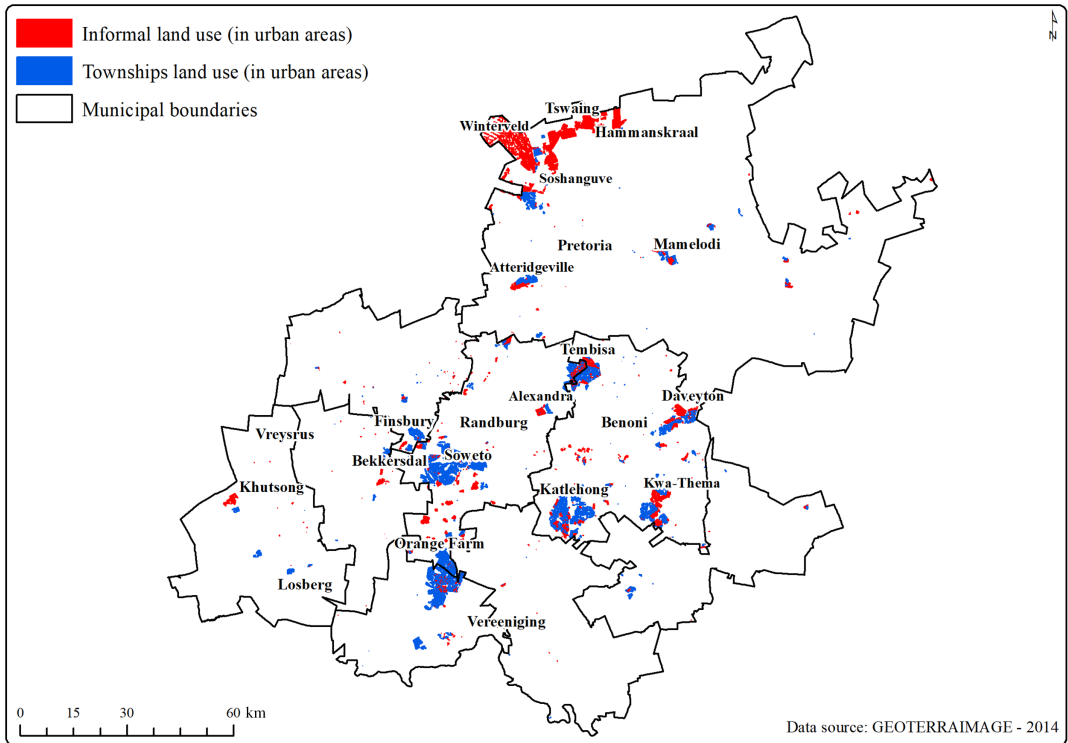 Informal land use (in urban areas)
Townships land use (in urban areas)
Municipal boundaries
N
Tswaing
Winterveld
Hammanskraal
Soshanguve
Pretoria
Mamelodi
Atteridgeville
Tembisa
Alexandra
Daveyton
Finsbury
Randburg
Benoni
Vreysrus
Bekkersdal
Soweto
Khutsong
Katlehong
Kwa-Thema
Orange Farm
Losberg
Vereeniging
0 15 30 60 km
Data source: GEOTERRAIMAGE - 2014